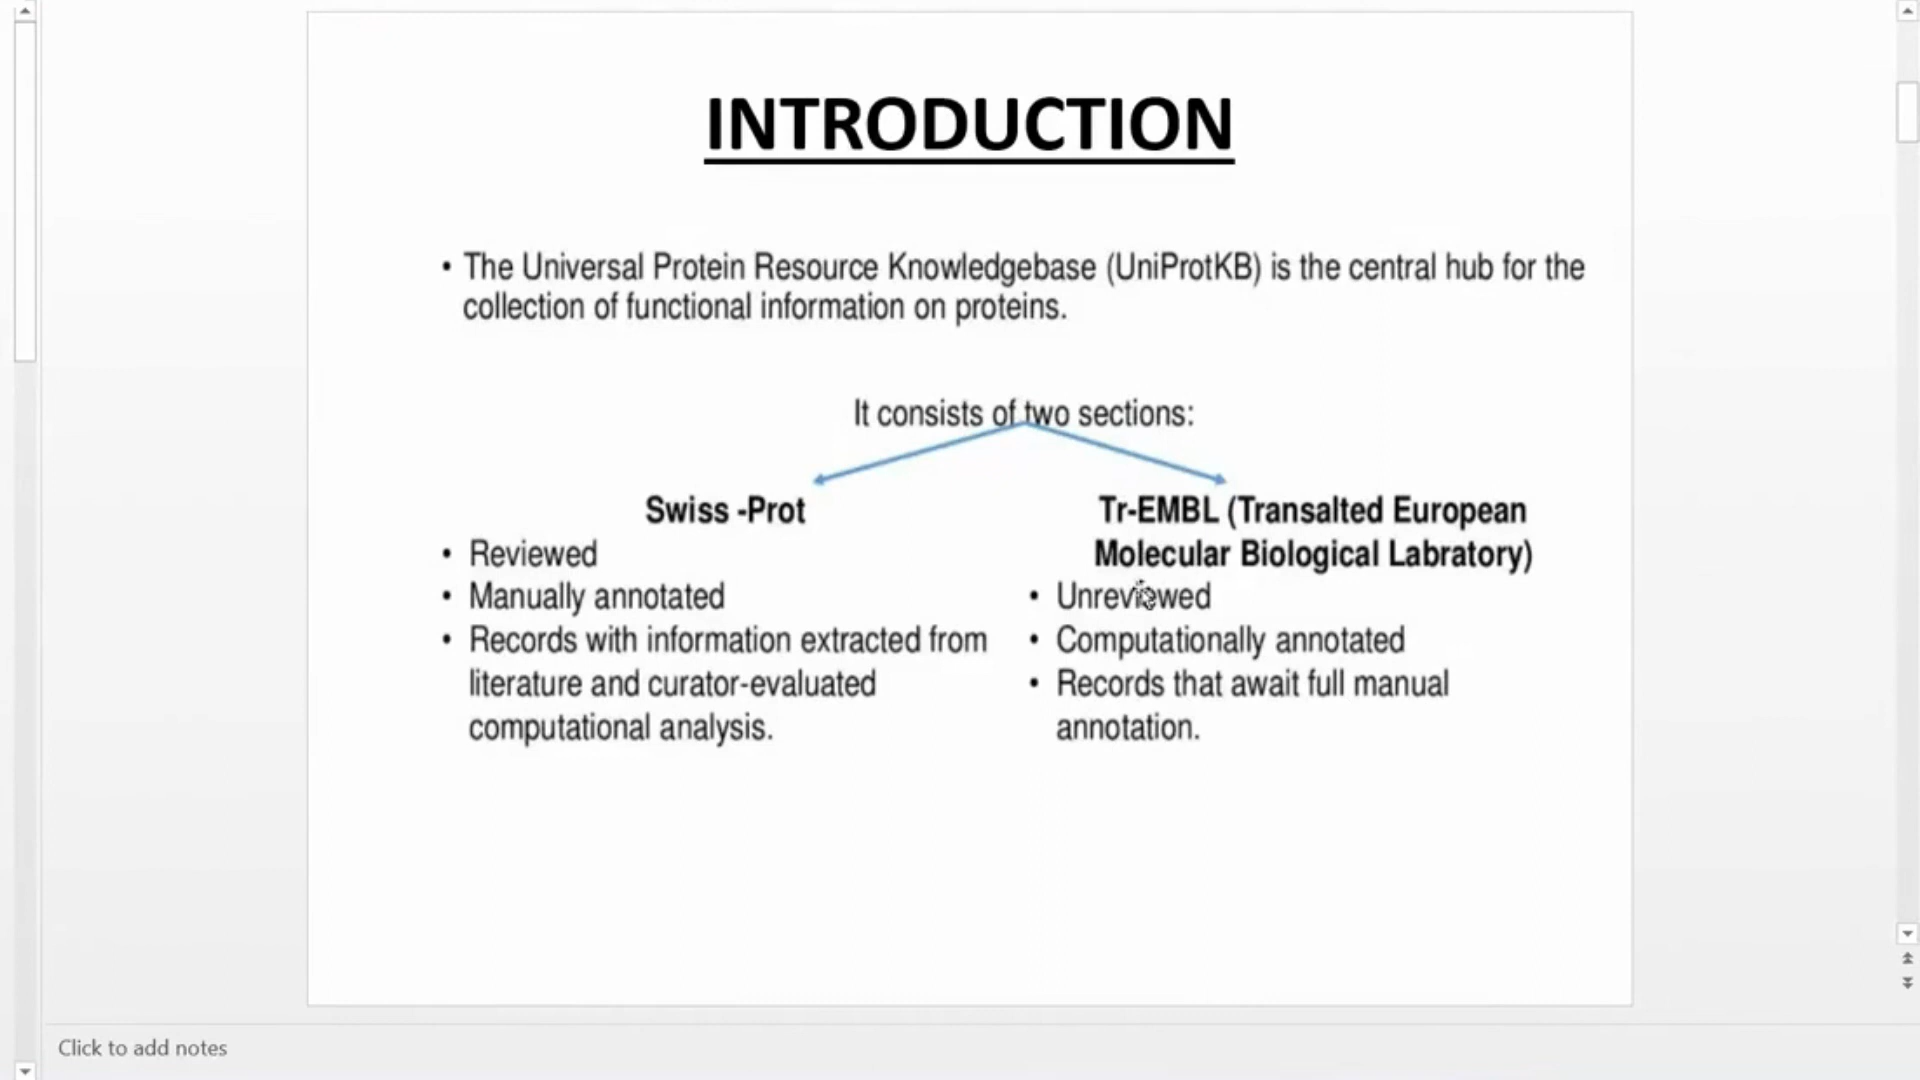 INTRODUCTION
• The Universal Protein Resource Knowledgebase (UniProtKB) is the central hub for the
collection of functional information on proteins.
It consists of two sections:
Swiss -Prot
• Reviewed
• Manually annotated
• Records with information extracted from
literature and curator-evaluated
computational analysis.
Tr-EMBL (Transalted European
Molecular Biological Labratory)
• Unreviewed
• Computationally annotated
• Records that await full manual
annotation.
Click to add notes